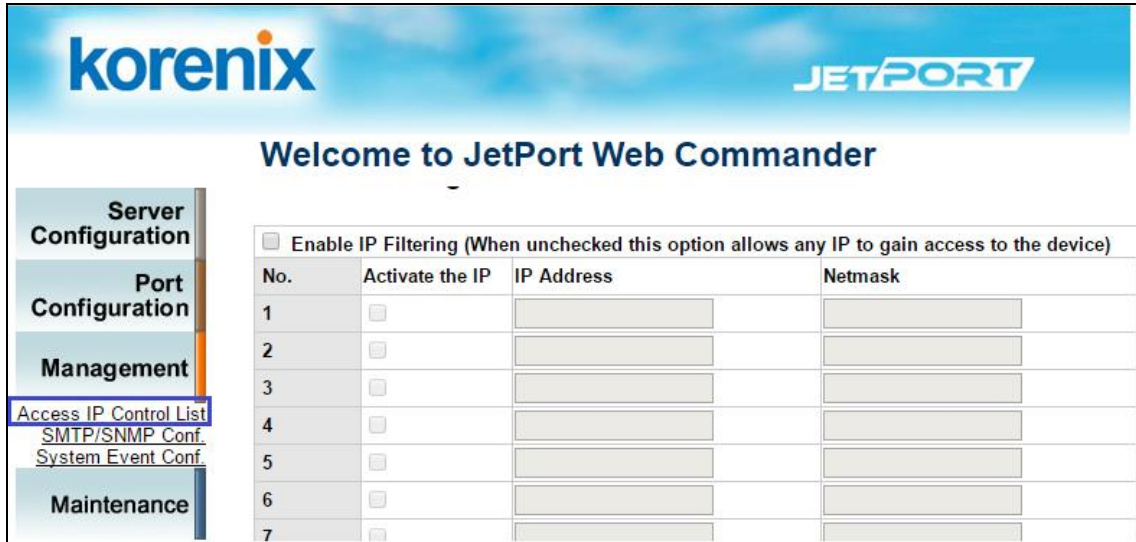 korenix
JETPORT
Welcome to JetPort Web Commander
Server
Configuration
Port
Configuration
Management
Access IP Control List
SMTP/SNMP Conf.
System Event Conf.
Maintenance
Enable IP Filtering (When unchecked this option allows any IP to gain access to the device)
No. Activate the IP IP Address Netmask
1
2
3
4
5
6
7